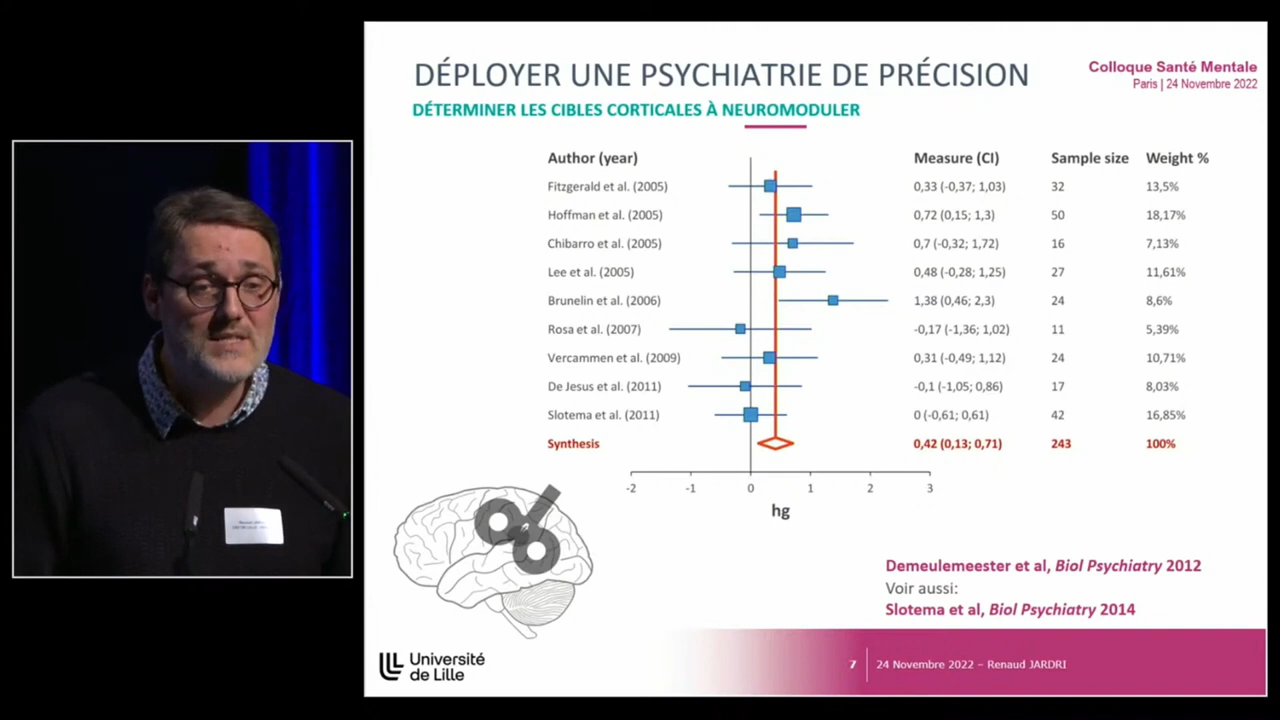 DÉPLOYER UNE PSYCHIATRIE DE PRÉCISION
Colloque Santé Mentale
Paris | 24 Novembre 2022
DÉTERMINER LES CIBLES CORTICALES À NEUROMODULER
Author (year) Measure (CI) Sample size Weight %
Fitzgerald et al. (2005) 0,33 (-0,37; 1,03) 32 13,5%
Hoffman et al. (2005) 0,72 (0,15; 1,3) 50 18,17%
Chibarro et al. (2005) 0,7 (-0,32; 1,72) 16 7,13%
Lee et al. (2005) 0,48 (-0,28; 1,25) 27 11,61%
Brunelin et al. (2006) 1,38 (0,46; 2,3) 24 8,6%
Rosa et al. (2007) -0,17 (-1,36; 1,02) 11 5,39%
Vercammen et al. (2009) 0,31 (-0,49; 1,12) 24 10,71%
De Jesus et al. (2011) -0,1 (-1,05; 0,86) 17 8,03%
Slotema et al. (2011) 0 (-0,61; 0,61) 42 16,85%
Synthesis 0,42 (0,13; 0,71) 243 100%
-2 -1 0 1 2 3
hg
Demeulemeester et al, Biol Psychiatry 2012
Voir aussi:
Slotema et al, Biol Psychiatry 2014
Université
de Lille
7 24 Novembre 2022 – Renaud JARDRI